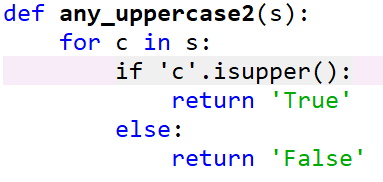 def any_uppercase2(s):
    for c in s:
        if 'c'.isupper():
            return 'True'
        else:
            return 'False'